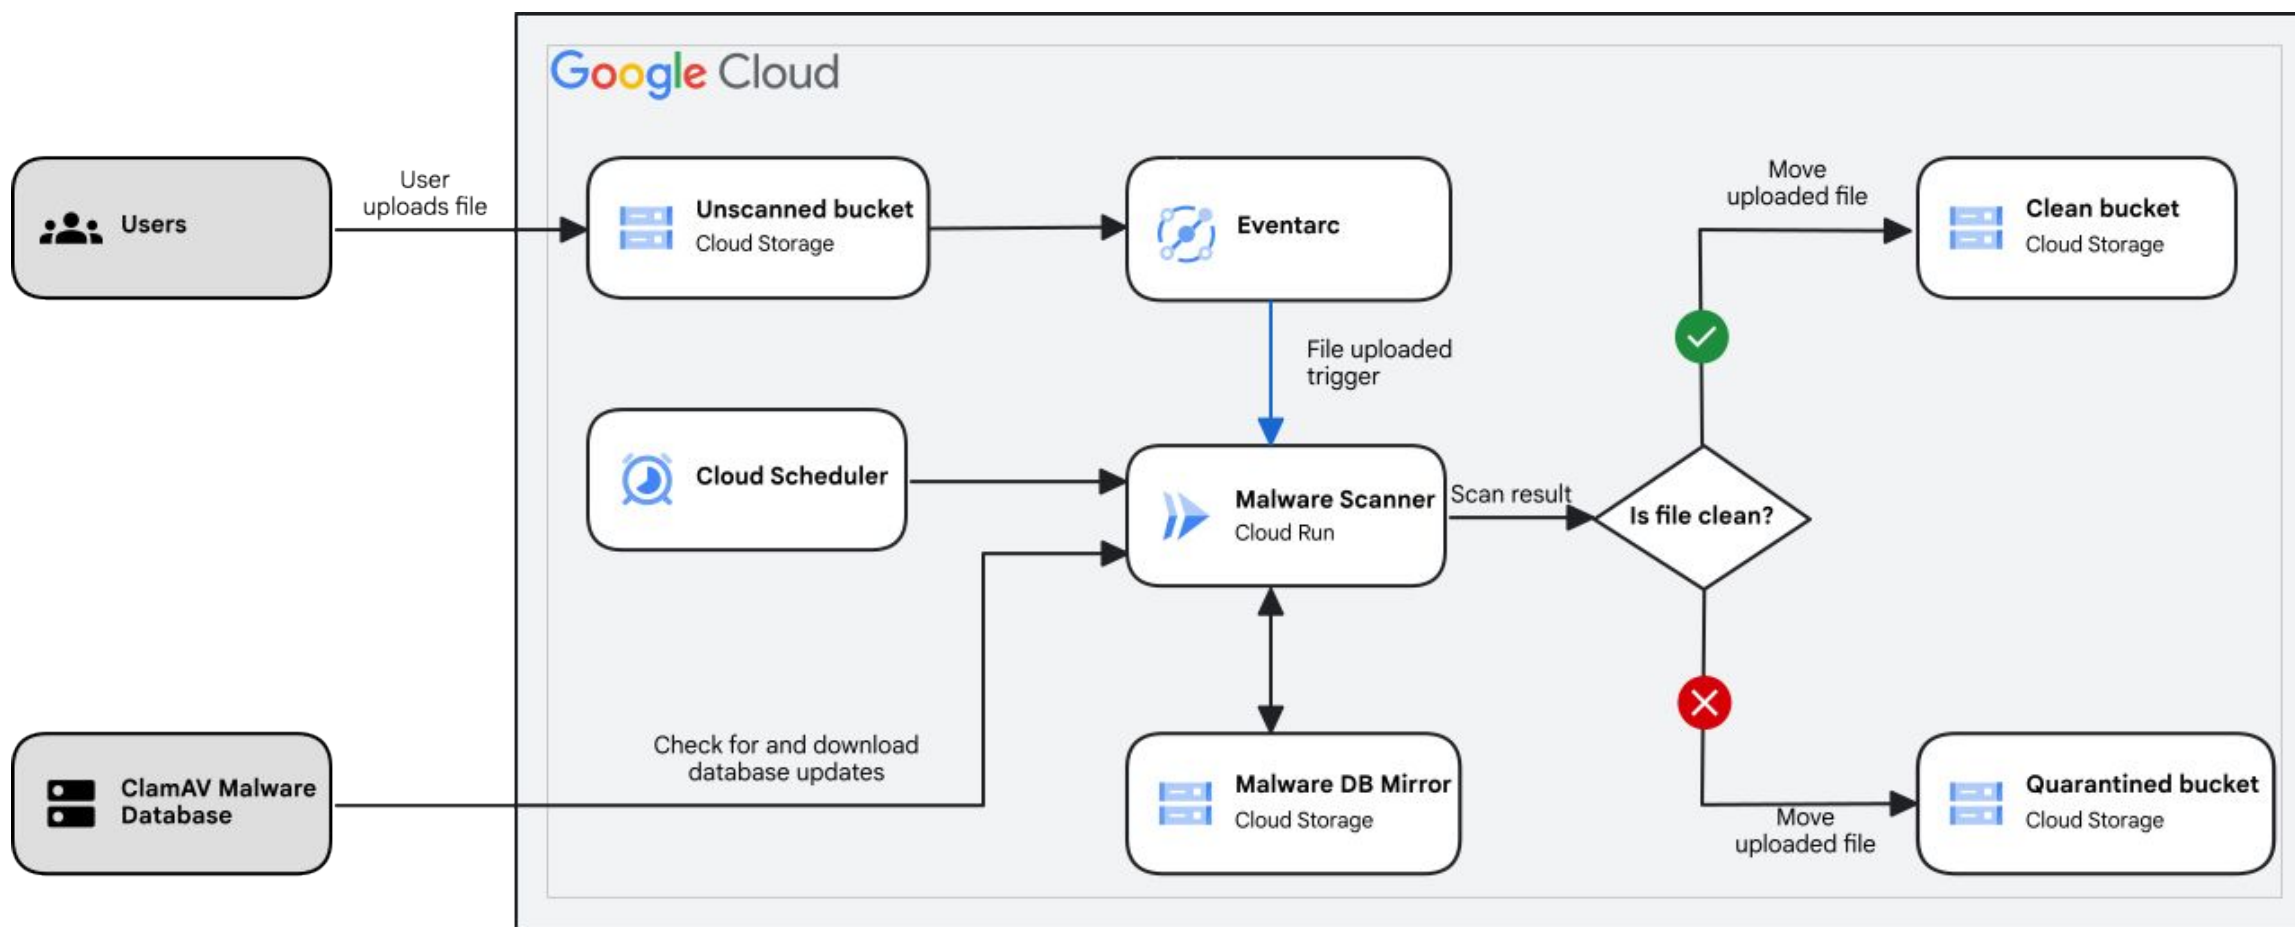 Google Cloud
Users
User
uploads file
Unscanned bucket
Cloud Storage
Eventarc
Move
uploaded file
Clean bucket
Cloud Storage
File uploaded
trigger
Cloud Scheduler
Malware Scanner
Cloud Run
Scan result
Is file clean?
Check for and download
database updates
ClamAV Malware
Database
Malware DB Mirror
Cloud Storage
Move
uploaded file
Quarantined bucket
Cloud Storage